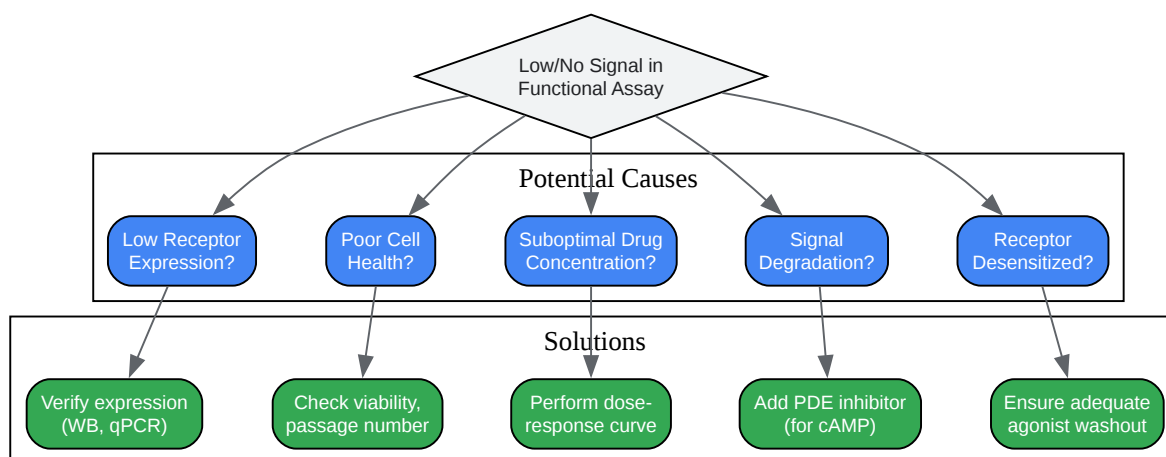 Low/No Signal in
Functional Assay
Potential Causes
Low Receptor
Expression?
Poor Cell
Health?
Suboptimal Drug
Concentration?
Signal
Degradation?
Receptor
Desensitized?
Solutions
Verify expression
(WB, qPCR)
Check viability,
passage number
Perform dose-
response curve
Add PDE inhibitor
(for cAMP)
Ensure adequate
agonist washout